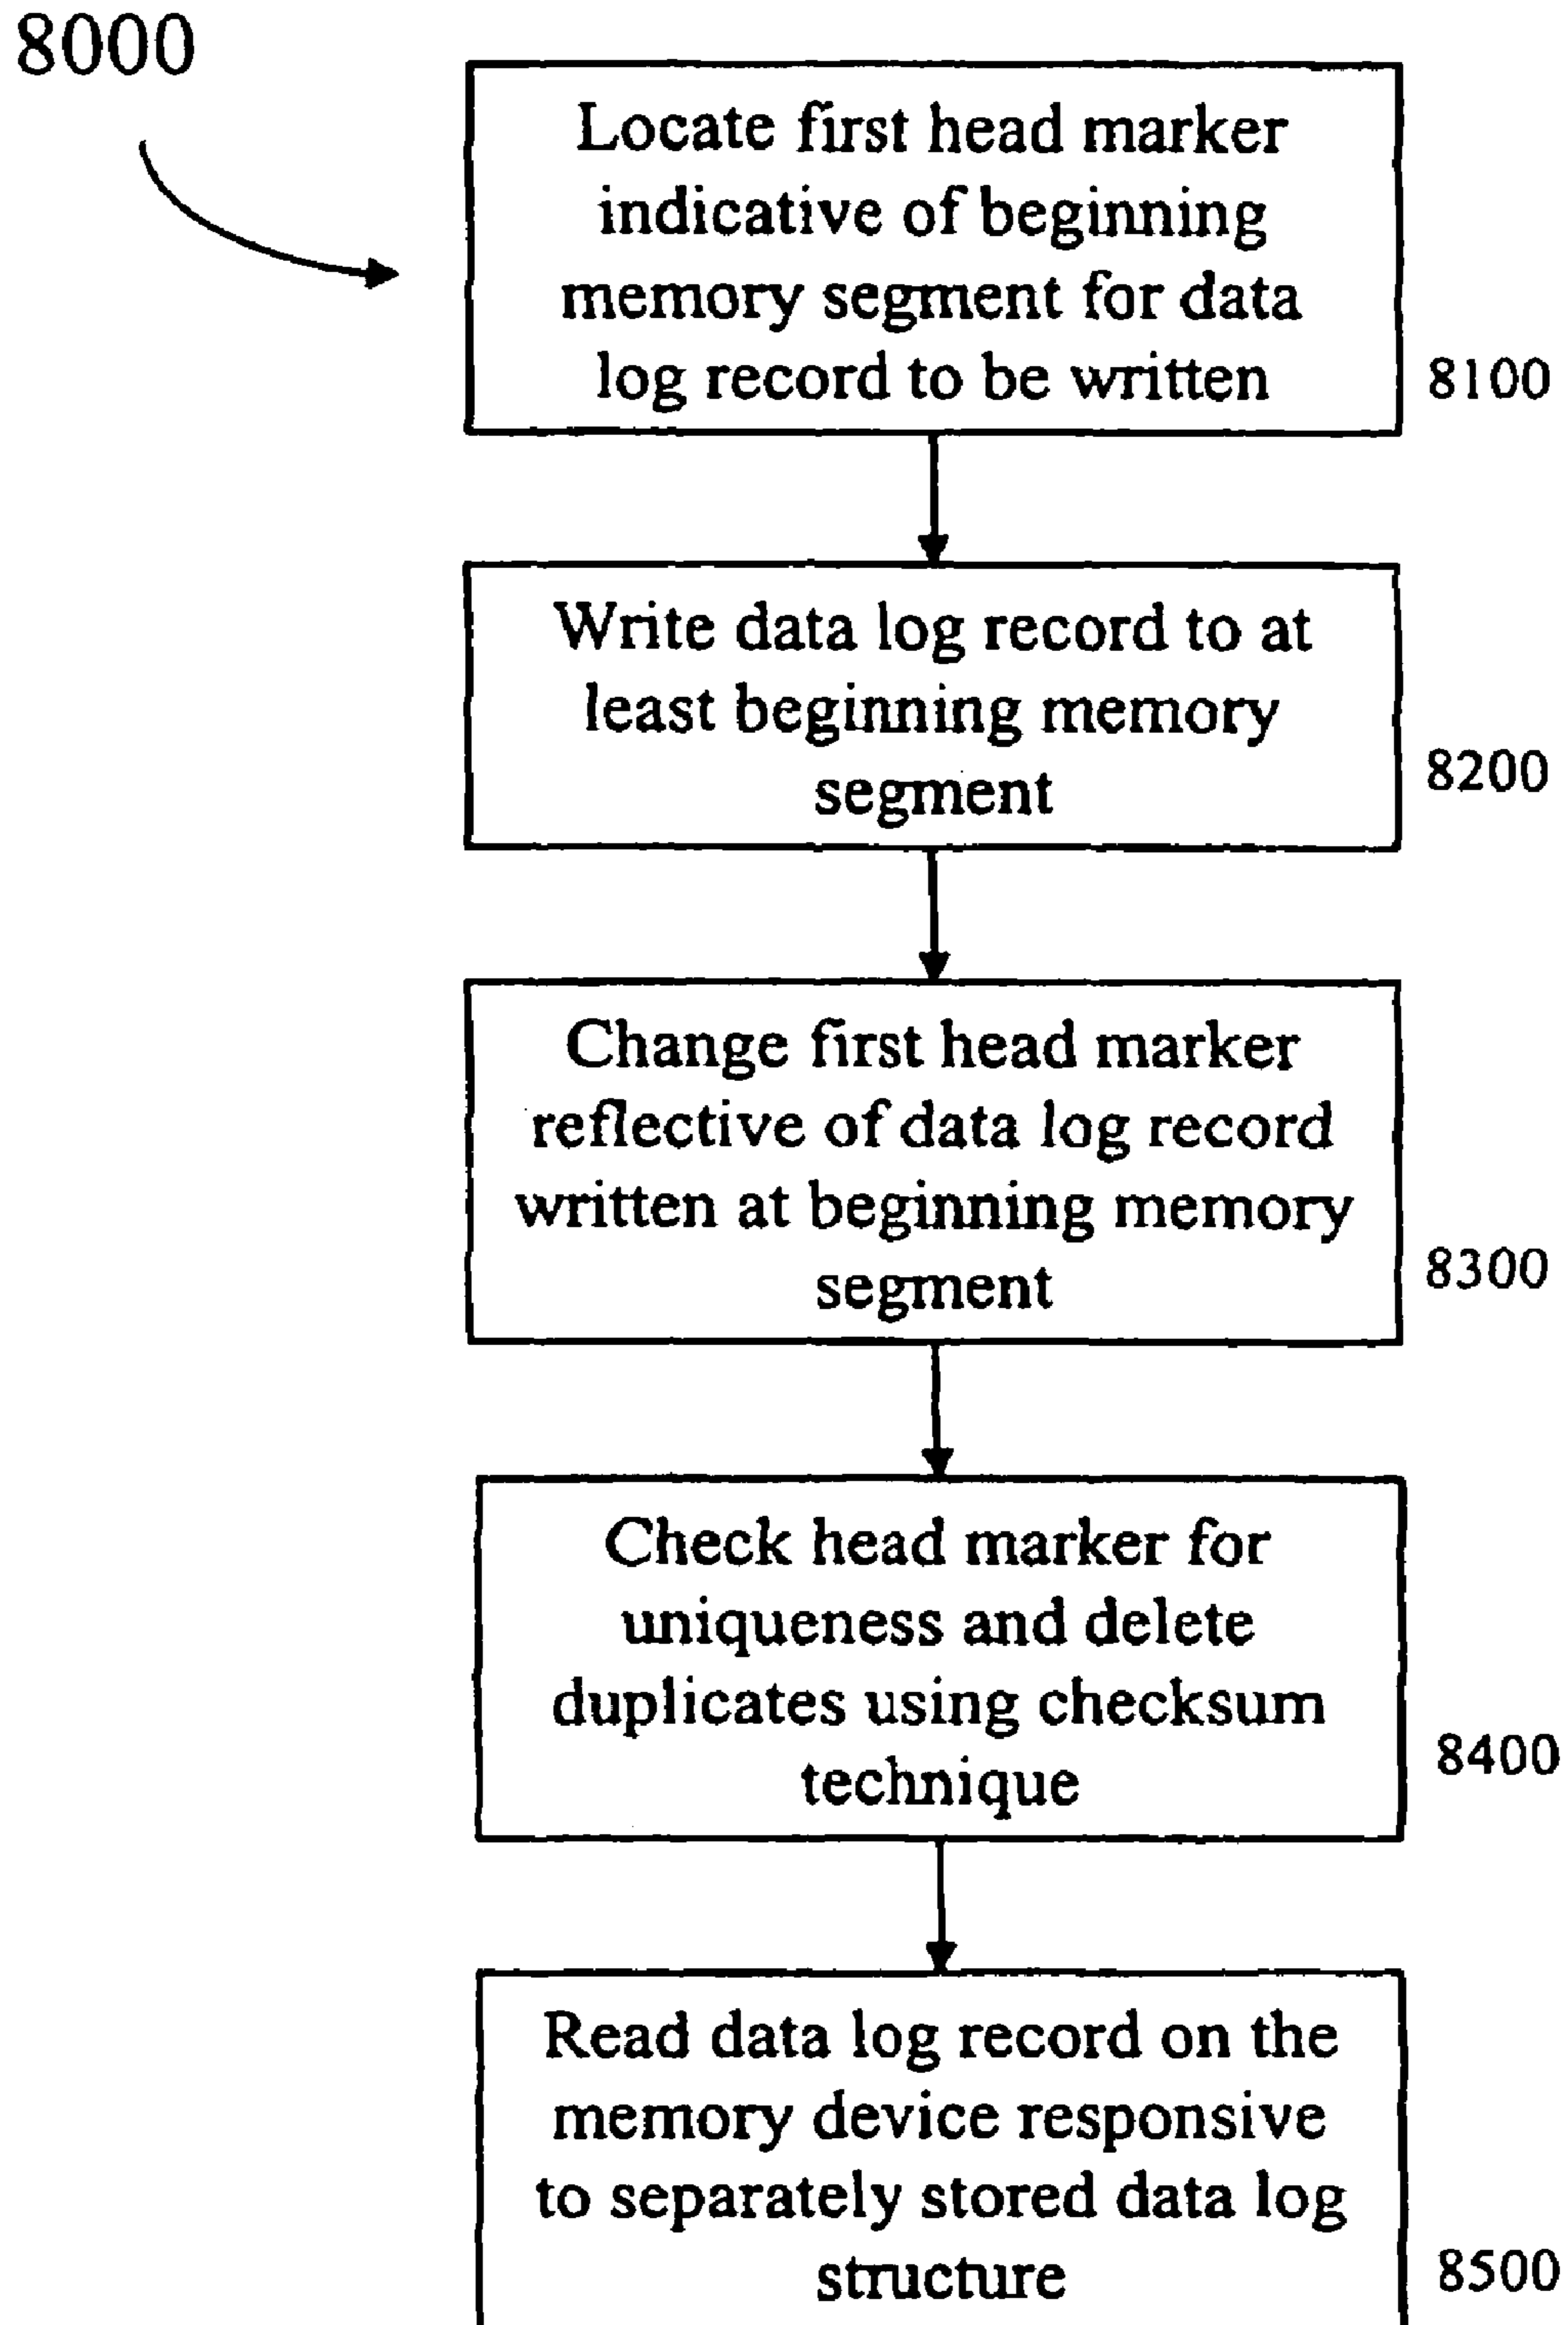 8000
Locate first head marker
indicative of beginning
memory segment for data
log record to be written
8100
Write data log record to at
least beginning memory
segment
8200
Change first head marker
reflective of data log record
written at beginning memory
segment
8300
Check head marker for
uniqueness and delete
duplicates using checksum
technique
8400
Read data log record on the
memory device responsive
to separately stored data log
structure
8500